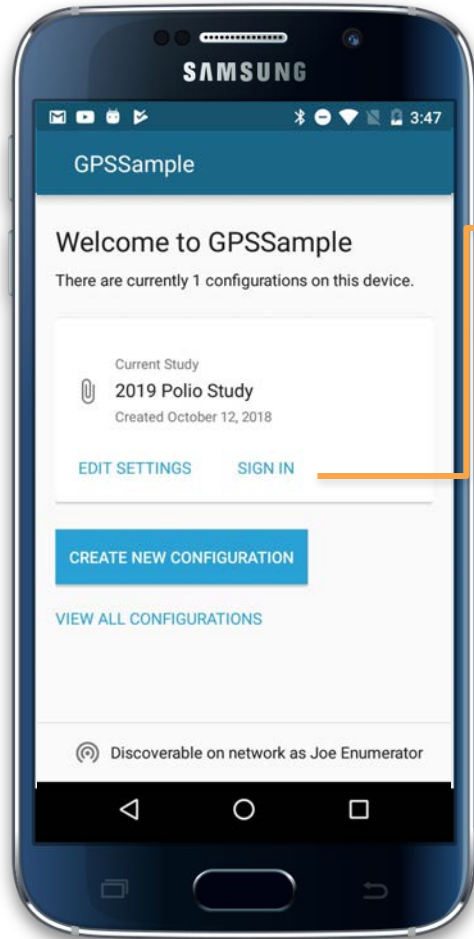 SAMSUNG
3:47
GPSSample
Welcome to GPSSample
There are currently 1 configurations on this device.
Current Study
2019 Polio Study
Created October 12, 2018
EDIT SETTINGS SIGN IN
CREATE NEW CONFIGURATION
VIEW ALL CONFIGURATIONS
Discoverable on network as Joe Enumerator